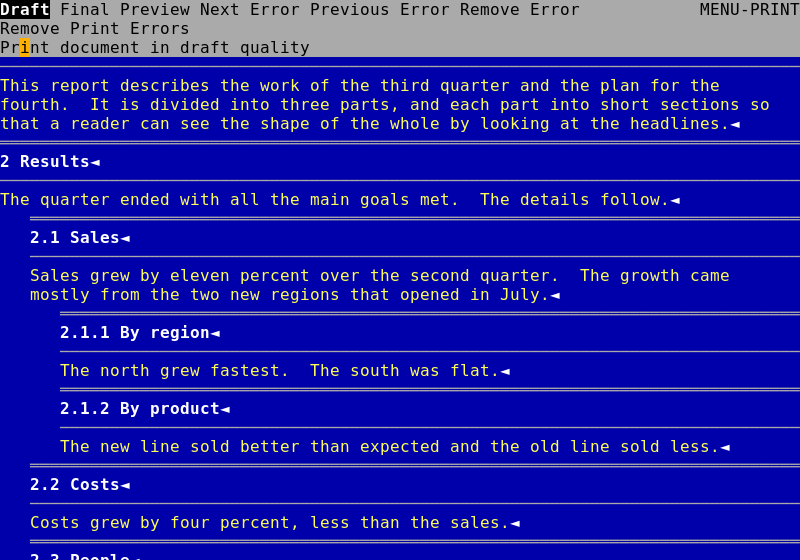 Draft Final Preview Next Error Previous Error Remove Error MENU-PRINT
Remove Print Errors
Print document in draft quality
This report describes the work of the third quarter and the plan for the
fourth.  It is divided into three parts, and each part into short sections so
that a reader can see the shape of the whole by looking at the headlines.◄
2 Results◄
The quarter ended with all the main goals met.  The details follow.◄
2.1 Sales◄
Sales grew by eleven percent over the second quarter.  The growth came
mostly from the two new regions that opened in July.◄
2.1.1 By region◄
The north grew fastest.  The south was flat.◄
2.1.2 By product◄
The new line sold better than expected and the old line sold less.◄
2.2 Costs◄
Costs grew by four percent, less than the sales.◄
2.3 People◄